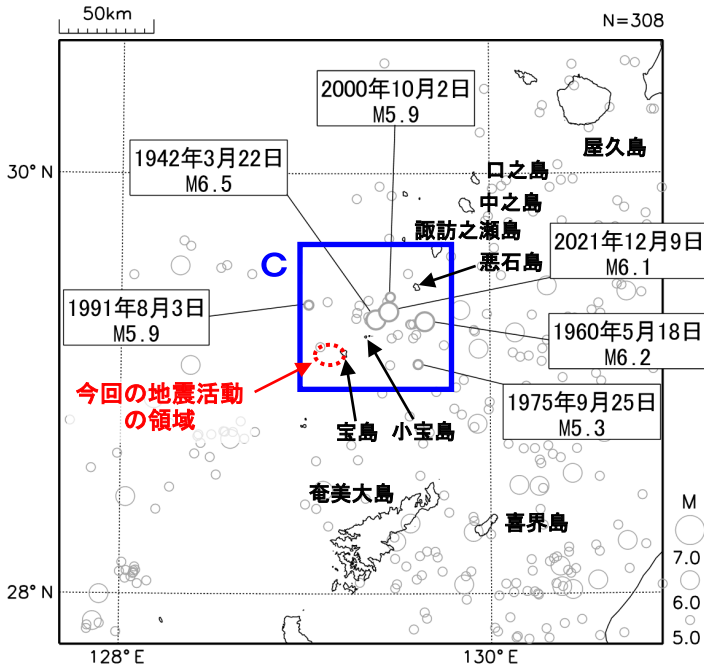 50km
N=308
2000年10月2日
M5.9
屋久島
1942年3月22日
M6.5
30°N
口之島
中之島
諏訪之瀬島
2021年12月9日
M6.1
C
悪石島
1991年8月3日
M5.9
1960年5月18日
M6.2
今回の地震活動
の領域
1975年9月25日
M5.3
宝島
小宝島
奄美大島
喜界島
M
7.0
6.0
5.0
28°N
128°E
130°E